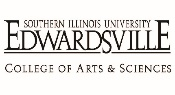 SOUTHERN ILLINOIS UNIVERSITY
EDWARDSVILLE
COLLEGE OF ARTS & SCIENCES